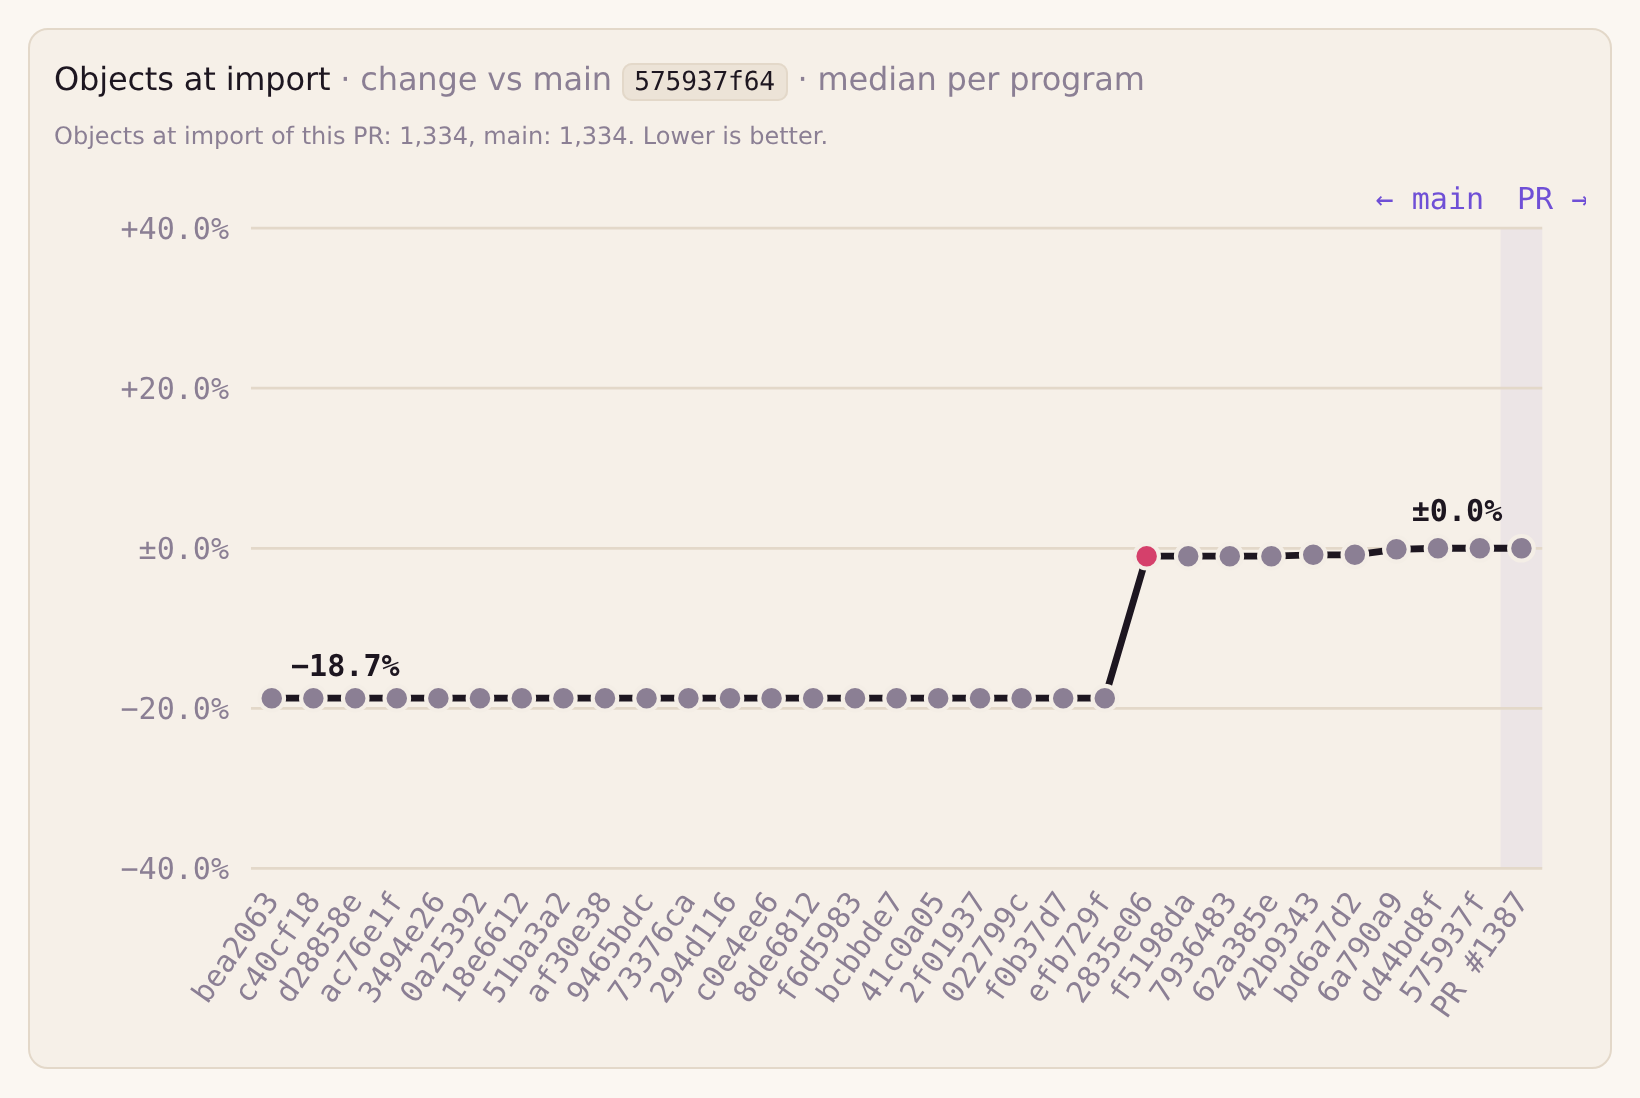 Objects at import · change vs main 575937f64 · median per program
Objects at import of this PR: 1,334, main: 1,334. Lower is better.
← main PR →
+40.0%
+20.0%
±0.0%
−20.0%
−40.0%
−18.7%
±0.0%
bea2063
c40cf18
d28858e
ac76e1f
3494e26
0a25392
18e6612
51ba3a2
af30e38
9465bdc
73376ca
294d116
c0e4ee6
8de6812
f6d5983
bcbbde7
41c0a05
2f01937
022799c
f0b37d7
efb729f
2835e06
f5198da
7936483
62a385e
42b9343
bd6a7d2
6a790a9
d44bd8f
575937f
PR #1387